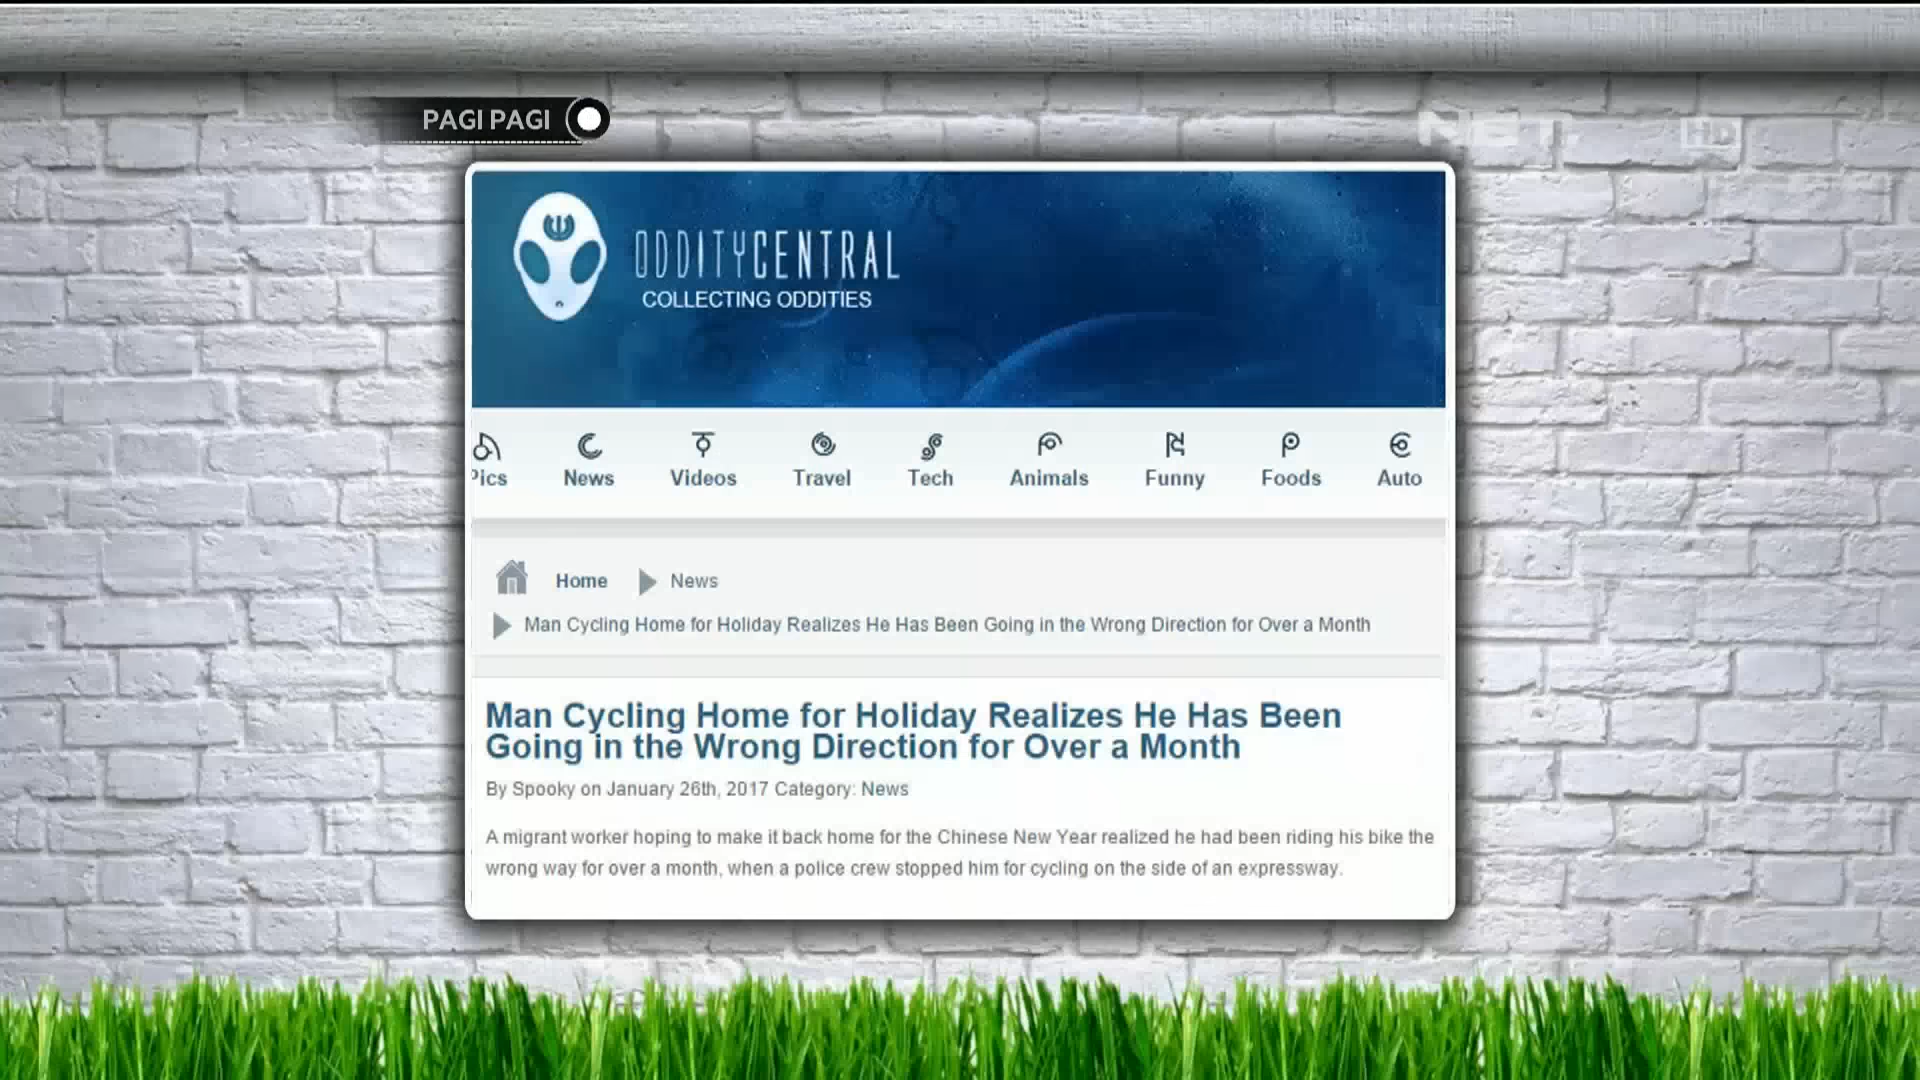 PAGI PAGI
NET.
HD
ODDITYCENTRAL
COLLECTING ODDITIES
Pics News Videos Travel Tech Animals Funny Foods Auto
Home News
Man Cycling Home for Holiday Realizes He Has Been Going in the Wrong Direction for Over a Month
Man Cycling Home for Holiday Realizes He Has Been
Going in the Wrong Direction for Over a Month
By Spooky on January 26th, 2017 Category: News
A migrant worker hoping to make it back home for the Chinese New Year realized he had been riding his bike the
wrong way for over a month, when a police crew stopped him for cycling on the side of an expressway.